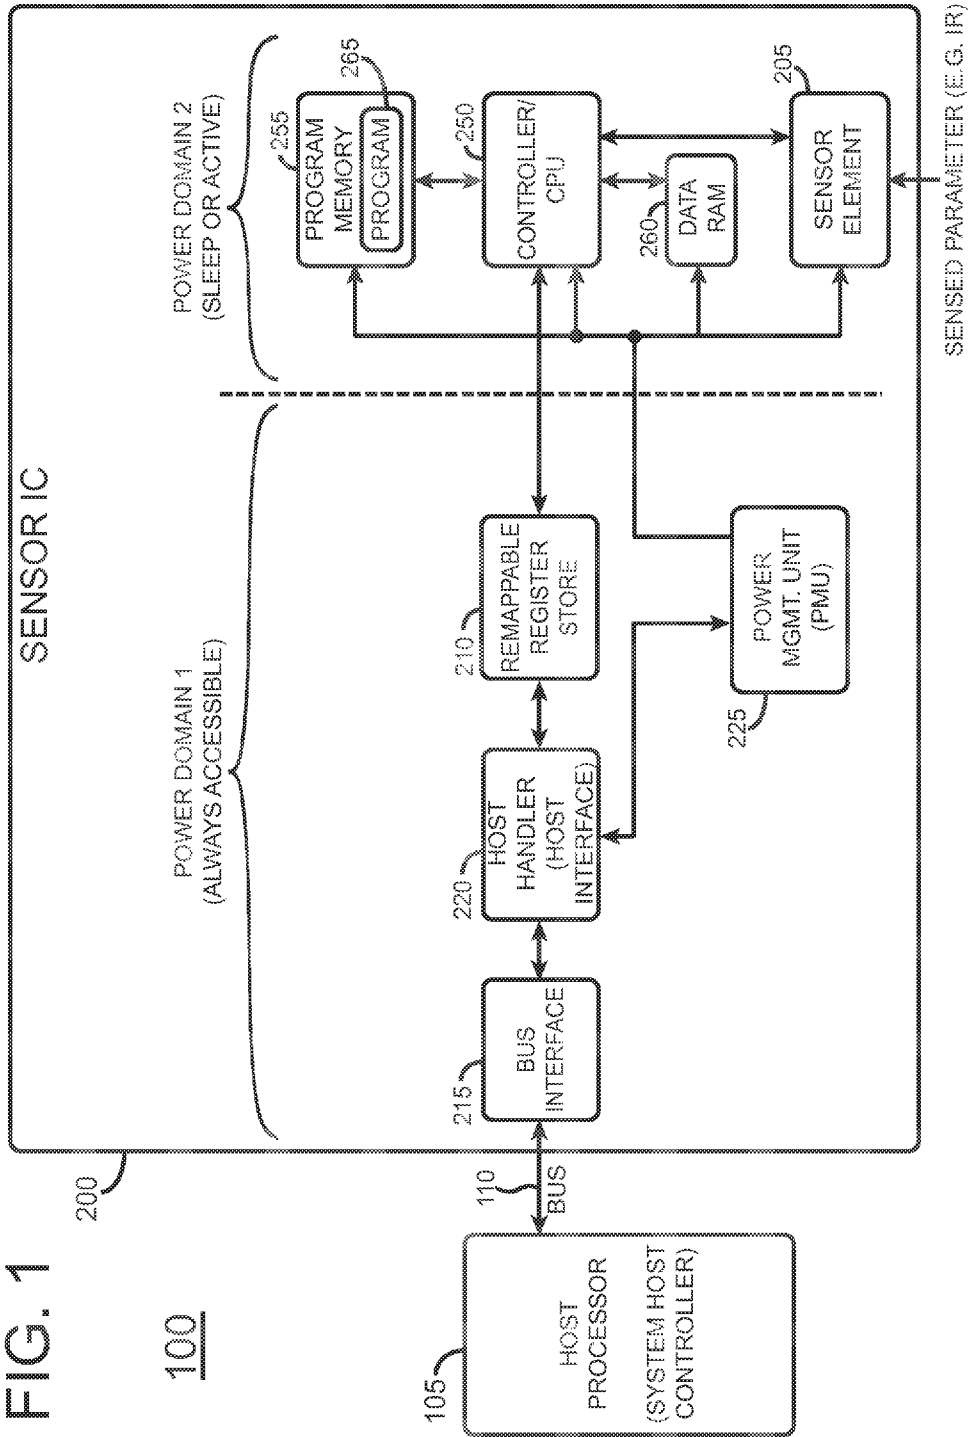 FIG. 1
100
SENSOR IC
200
POWER DOMAIN 1
(ALWAYS ACCESSIBLE)
POWER DOMAIN 2
(SLEEP OR ACTIVE)
105
HOST
PROCESSOR
(SYSTEM HOST
CONTROLLER)
110
BUS
215
BUS
INTERFACE
220
HOST
HANDLER
(HOST
INTERFACE)
210
REMAPPABLE
REGISTER
STORE
225
POWER
MGMT. UNIT
(PMU)
255
PROGRAM
MEMORY
PROGRAM
265
250
CONTROLLER/
CPU
260
DATA
RAM
205
SENSOR
ELEMENT
SENSED PARAMETER (E.G. IR)